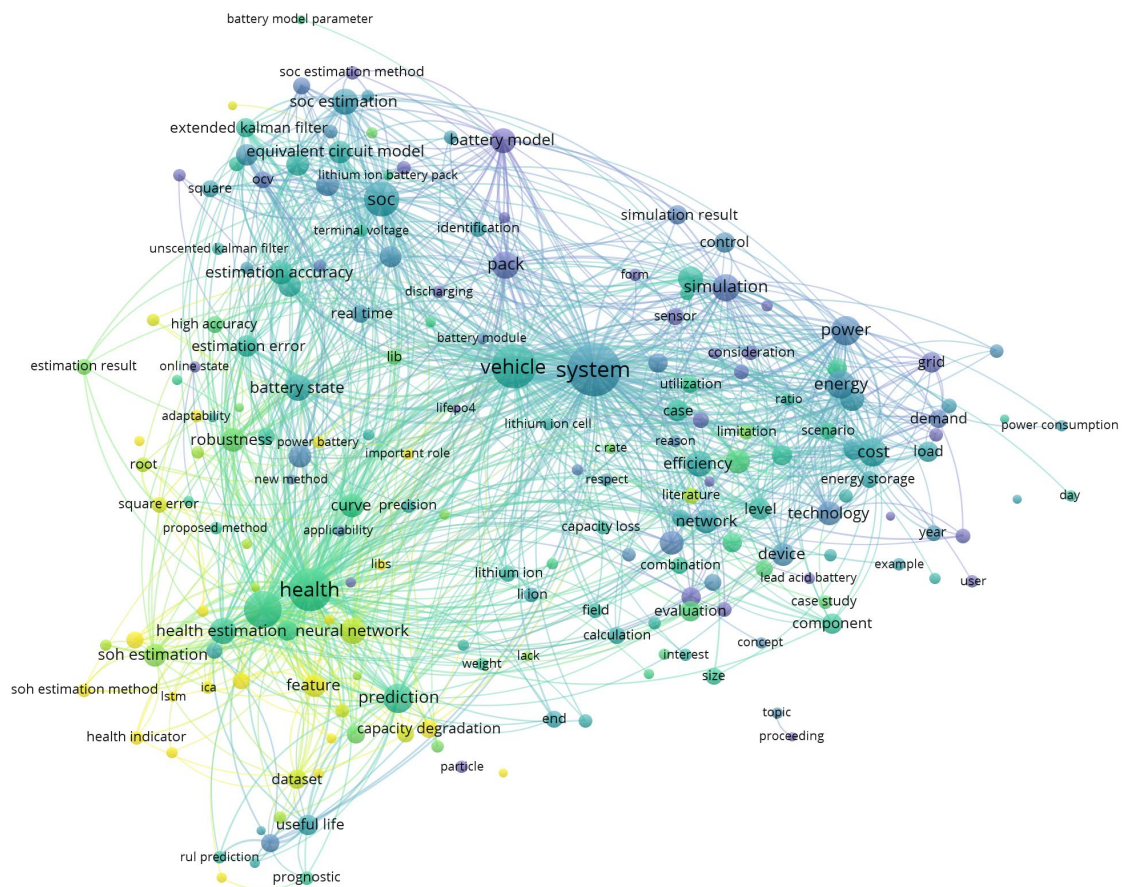 battery model parameter
soc estimation method
soc estimation
extended kalman filter
battery model
equivalent circuit model
lithium ion battery pack
ocv
square
soc
simulation result
terminal voltage
identification
control
unscented kalman filter
estimation accuracy
pack
form
simulation
discharging
real time
sensor
high accuracy
power
battery module
estimation error
lib
consideration
grid
estimation result
online state
vehicle
system
battery state
utilization
energy
ratio
adaptability
lifepo4
case
demand
lithium ion cell
limitation
scenario
power consumption
robustness
power battery
reason
important role
c rate
cost
load
root
efficiency
new method
respect
energy storage
literature
day
square error
curve
precision
level
technology
network
proposed method
applicability
capacity loss
year
device
libs
combination
example
lithium ion
lead acid battery
user
health
li ion
case study
field
evaluation
component
health estimation
neural network
calculation
concept
soh estimation
lack
interest
weight
size
soh estimation method
ica
feature
lstm
prediction
topic
end
capacity degradation
health indicator
proceeding
particle
dataset
useful life
rul prediction
prognostic